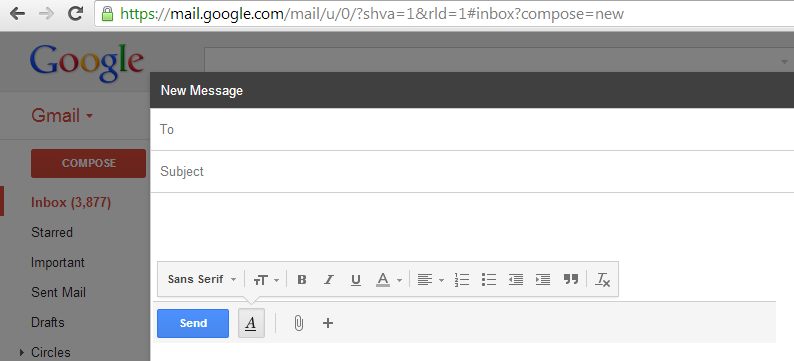 https://mail.google.com/mail/u/0/?shva=1&rld=1#inbox?compose=new
Google
New Message
Gmail
To
COMPOSE
Subject
Inbox (3,877)
Starred
Important
Sans Serif
Sent Mail
Drafts
Send
Circles